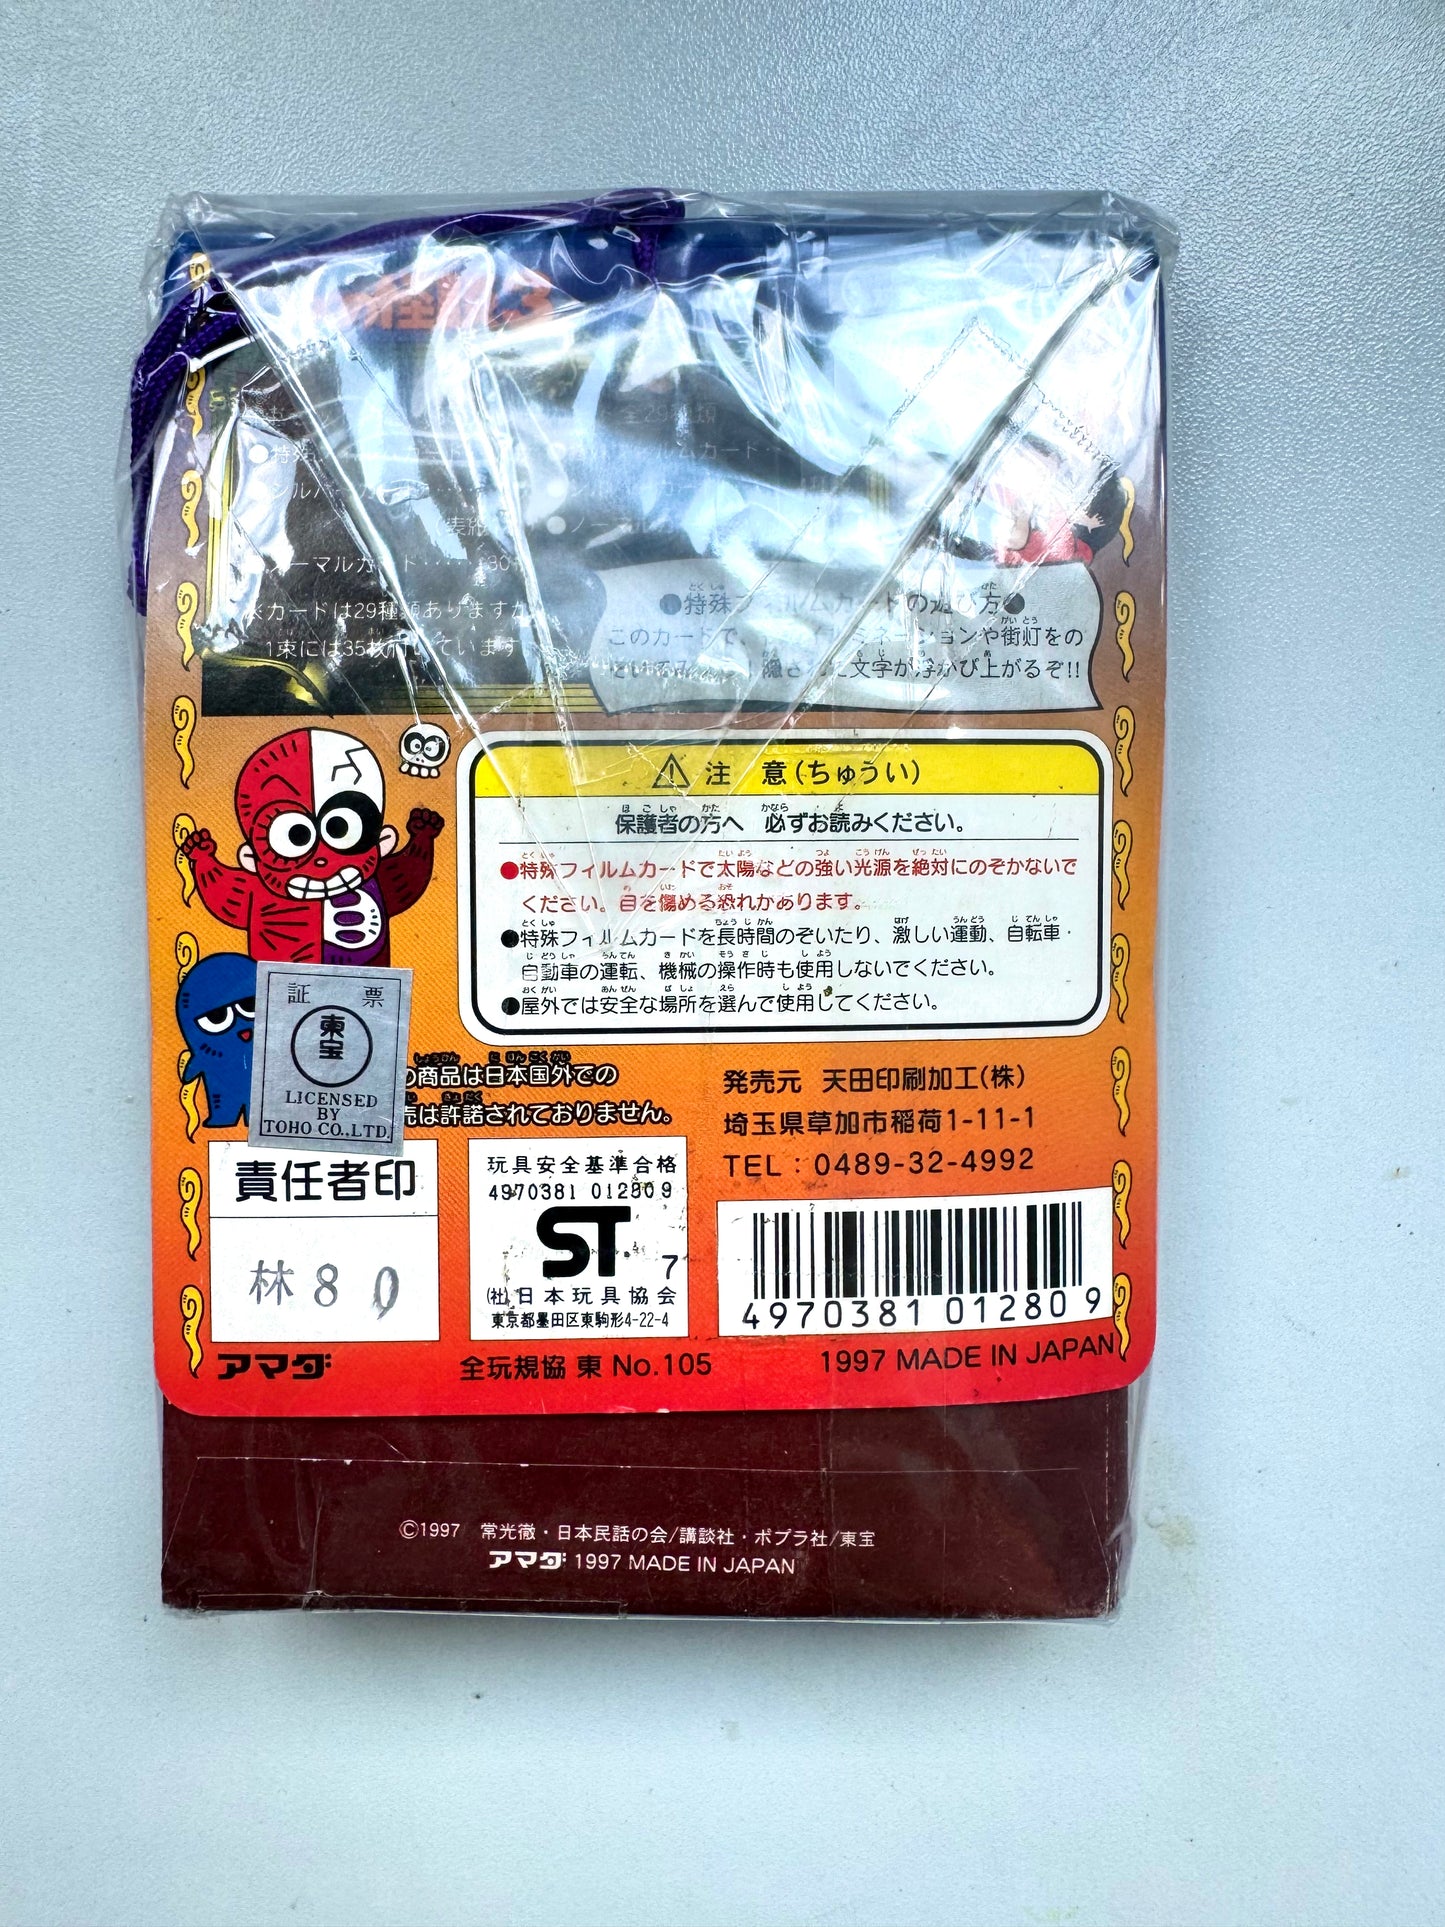 全29種類
●特殊
ノーマルカード‥‥‥30
※カードは29種類ありますが
1束には35枚付いています
●特殊フィルムカードの遊び方●
このカードで、イルミネーションや街灯をの
隠された文字が浮かび上がるぞ!!
⚠ 注 意(ちゅうい)
保護者の方へ 必ずお読みください。
●特殊フィルムカードで太陽などの強い光源を絶対にのぞかないで
ください。目を傷める恐れがあります。
●特殊フィルムカードを長時間のぞいたり、激しい運動、自転車・
自動車の運転、機械の操作時も使用しないでください。
●屋外では安全な場所を選んで使用してください。
証 票
東宝
LICENSED
BY
TOHO CO.,LTD.
の商品は日本国外での
売は許諾されておりません。
発売元 天田印刷加工(株)
埼玉県草加市稲荷1-11-1
TEL:0489-32-4992
責任者印
林 8 0
玩具安全基準合格
4970381 012809
ST 7
(社)日本玩具協会
東京都墨田区東駒形4-22-4
4970381 012809
アマダ
全玩規協 東 No.105
1997 MADE IN JAPAN
©1997 常光徹・日本民話の会/講談社・ポプラ社/東宝
アマダ 1997 MADE IN JAPAN